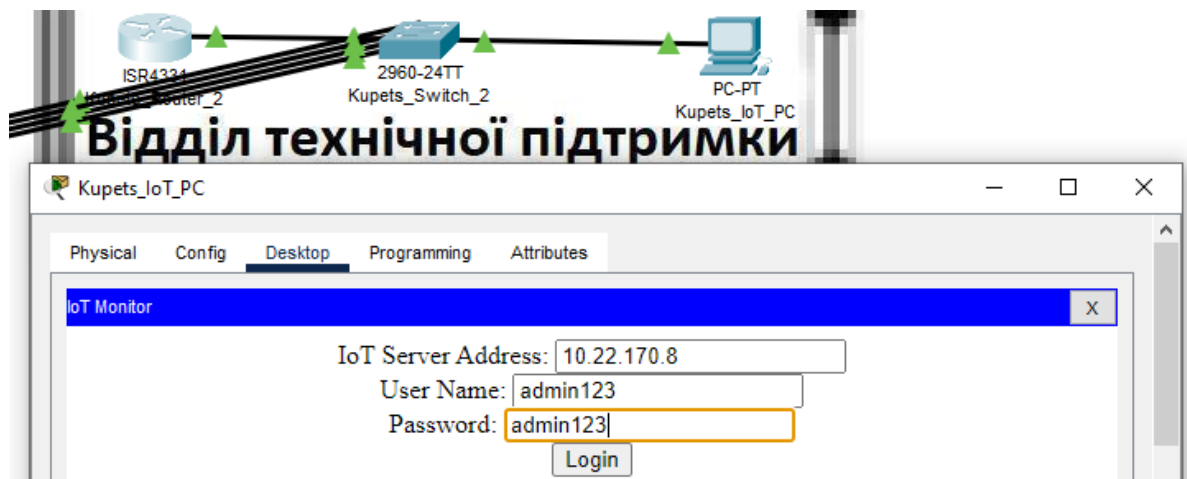 ISR4331
Kupets_Router_2
2960-24TT
Kupets_Switch_2
PC-PT
Kupets_IoT_PC
Відділ технічної підтримки
Kupets_IoT_PC
Physical Config Desktop Programming Attributes
IoT Monitor
X
IoT Server Address: 10.22.170.8
User Name: admin123
Password: admin123
Login